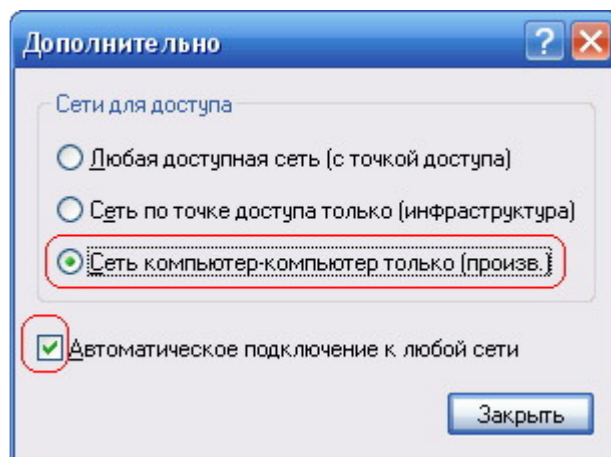 Дополнительно
Сети для доступа
Любая доступная сеть (с точкой доступа)
Сеть по точке доступа только (инфраструктура)
Сеть компьютер-компьютер только (произв.)
Автоматическое подключение к любой сети
Закрыть